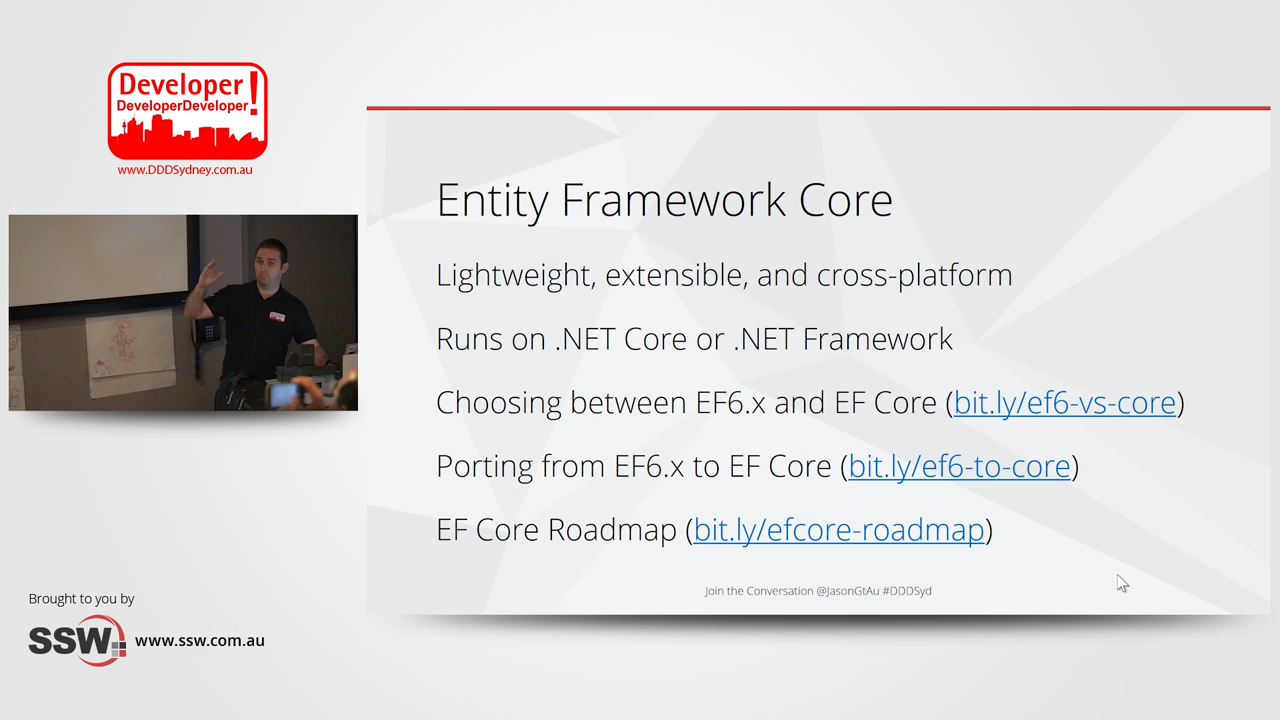 Developer!
DeveloperDeveloper
www.DDDSydney.com.au
Entity Framework Core
Lightweight, extensible, and cross-platform
Runs on .NET Core or .NET Framework
Choosing between EF6.x and EF Core (bit.ly/ef6-vs-core)
Porting from EF6.x to EF Core (bit.ly/ef6-to-core)
EF Core Roadmap (bit.ly/efcore-roadmap)
Join the Conversation @JasonGtAu #DDDSyd
Brought to you by
SSW www.ssw.com.au